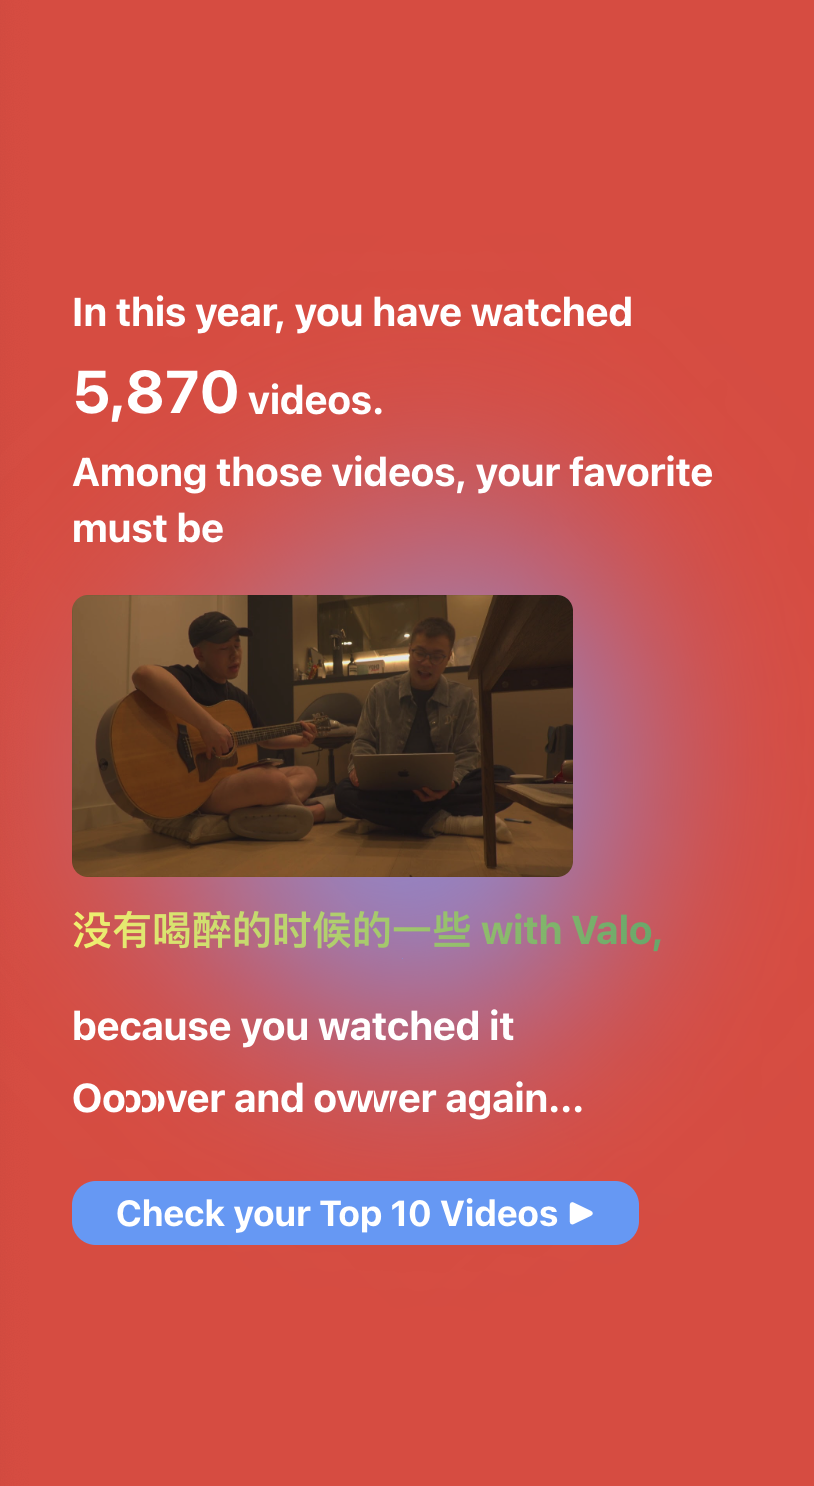 In this year, you have watched
5,870 videos.
Among those videos, your favorite
must be
没有喝醉的时候的一些 with Valo,
because you watched it
Oooover and ovvver again...
Check your Top 10 Videos